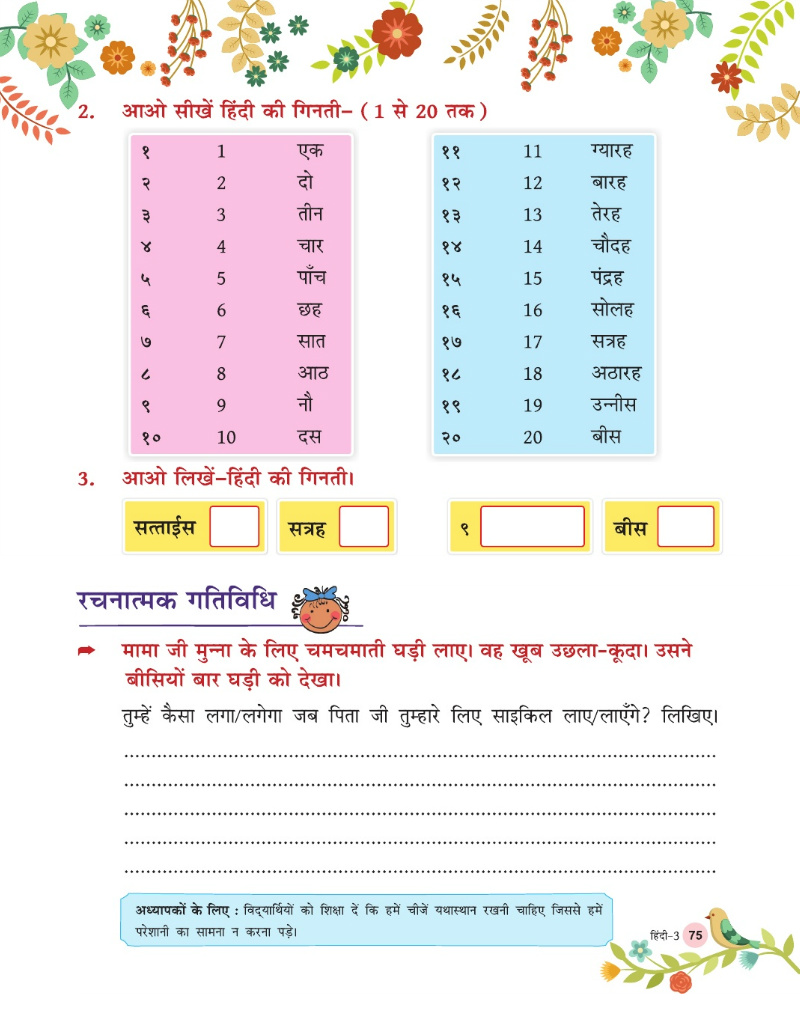 2. आओ सीखें हिंदी की गिनती– ( 1 से 20 तक )
१ 1 एक
२ 2 दो
३ 3 तीन
४ 4 चार
५ 5 पाँच
६ 6 छह
७ 7 सात
८ 8 आठ
९ 9 नौ
१० 10 दस
११ 11 ग्यारह
१२ 12 बारह
१३ 13 तेरह
१४ 14 चौदह
१५ 15 पंद्रह
१६ 16 सोलह
१७ 17 सत्रह
१८ 18 अठारह
१९ 19 उन्नीस
२० 20 बीस
3. आओ लिखें–हिंदी की गिनती।
सत्ताईस सत्रह ९ बीस
रचनात्मक गतिविधि
मामा जी मुन्ना के लिए चमचमाती घड़ी लाए। वह खूब उछला-कूदा। उसने
बीसियों बार घड़ी को देखा।
तुम्हें कैसा लगा/लगेगा जब पिता जी तुम्हारे लिए साइकिल लाए/लाएँगे? लिखिए।
अध्यापकों के लिए : विद्यार्थियों को शिक्षा दें कि हमें चीजें यथास्थान रखनी चाहिए जिससे हमें
परेशानी का सामना न करना पड़े।
हिंदी–3 75